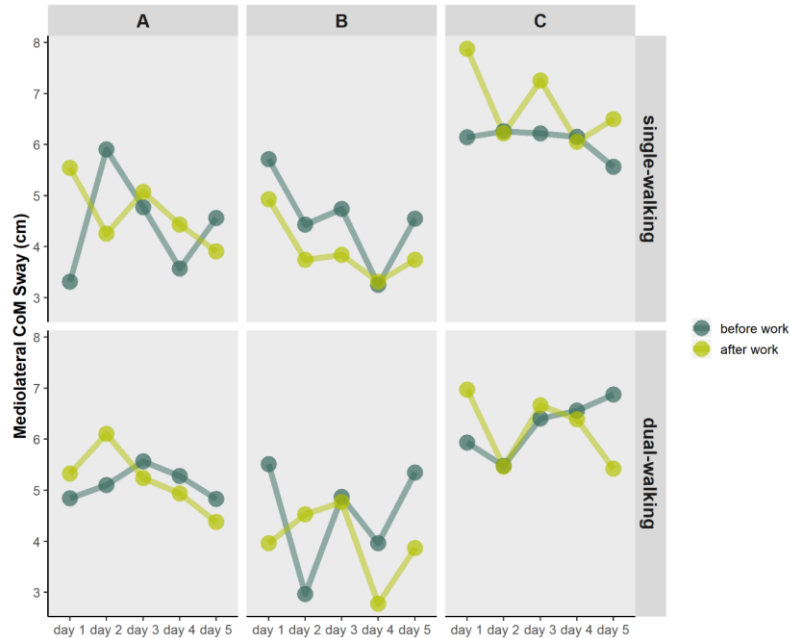 A B C
8
7
6
5
4
3
single-walking
Mediolateral CoM Sway (cm)
8
7
6
5
4
3
dual-walking
before work
after work
day 1 day 2 day 3 day 4 day 5 day 1 day 2 day 3 day 4 day 5 day 1 day 2 day 3 day 4 day 5